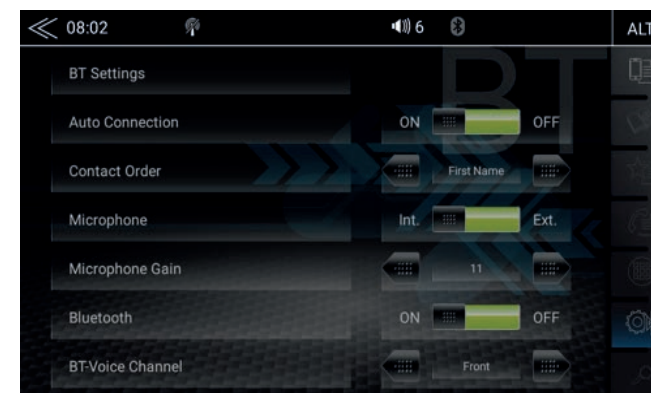 08:02 6 ALT
BT Settings
BT
Auto Connection ON OFF
Contact Order First Name
Microphone Int. Ext.
Microphone Gain 11
Bluetooth ON OFF
BT-Voice Channel Front